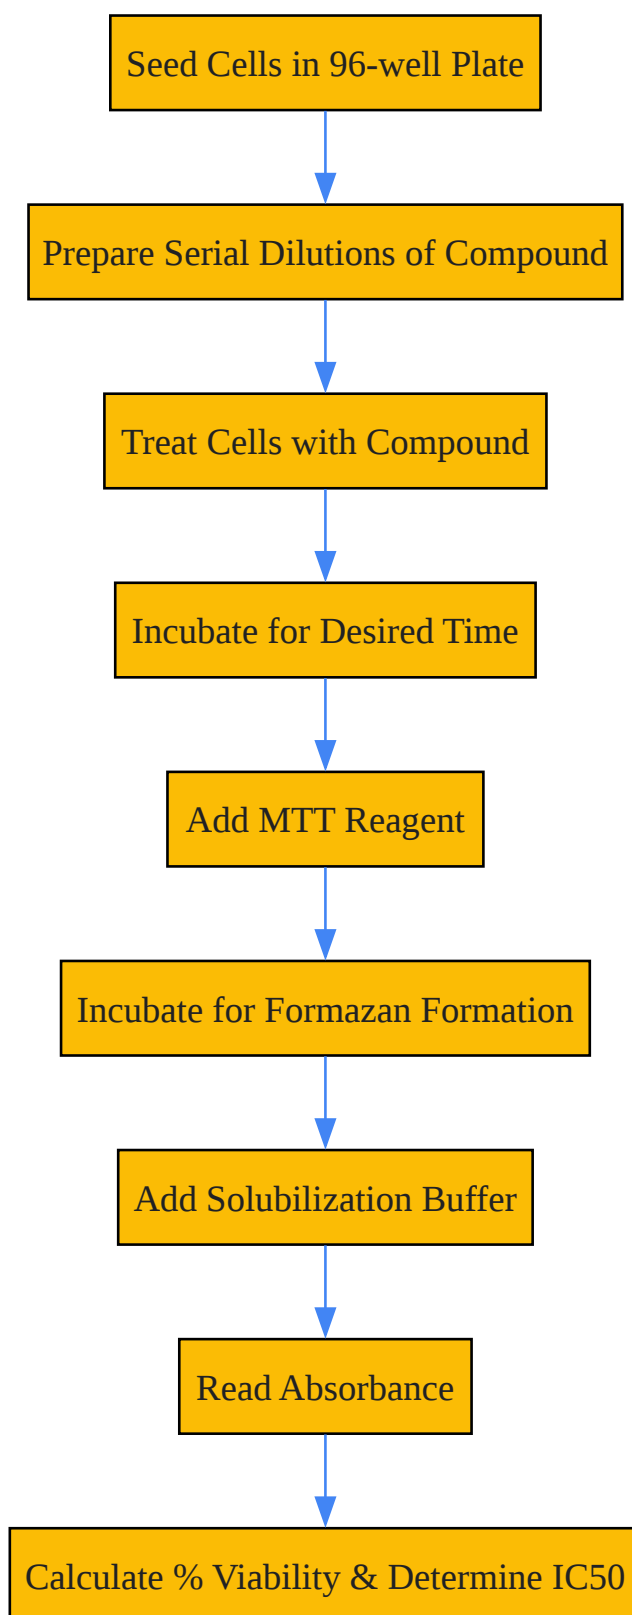 Seed Cells in 96-well Plate
Prepare Serial Dilutions of Compound
Treat Cells with Compound
Incubate for Desired Time
Add MTT Reagent
Incubate for Formazan Formation
Add Solubilization Buffer
Read Absorbance
Calculate % Viability & Determine IC50